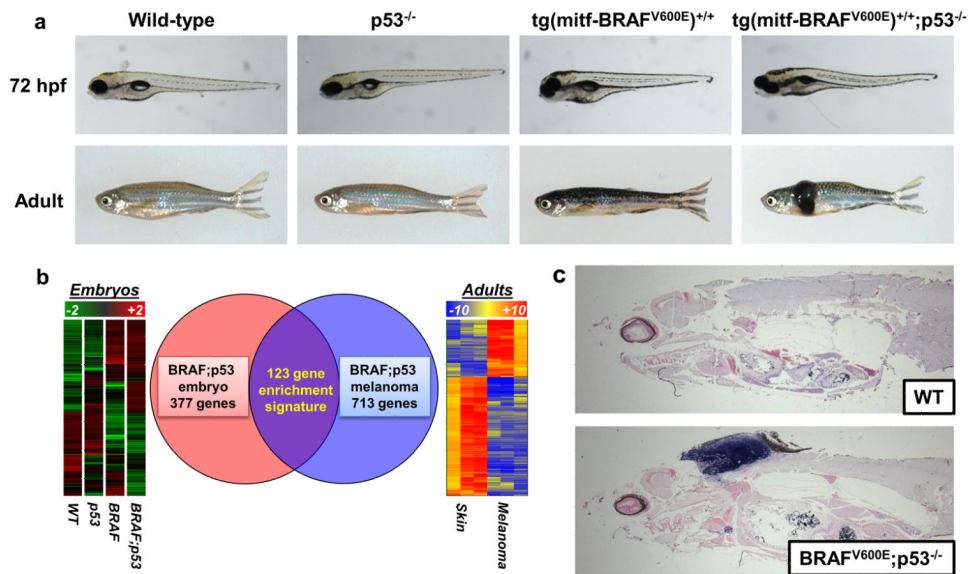 a
Wild-type
p53-/-
tg(mitf-BRAFV600E)+/+
tg(mitf-BRAFV600E)+/+;p53-/-
72 hpf
Adult
b
Embryos
-2
+2
BRAF;p53
embryo
377 genes
123 gene
enrichment
signature
BRAF;p53
melanoma
713 genes
Adults
-10
+10
WT
p53
BRAF
BRAF;p53
Skin
Melanoma
c
WT
BRAFV600E;p53-/-